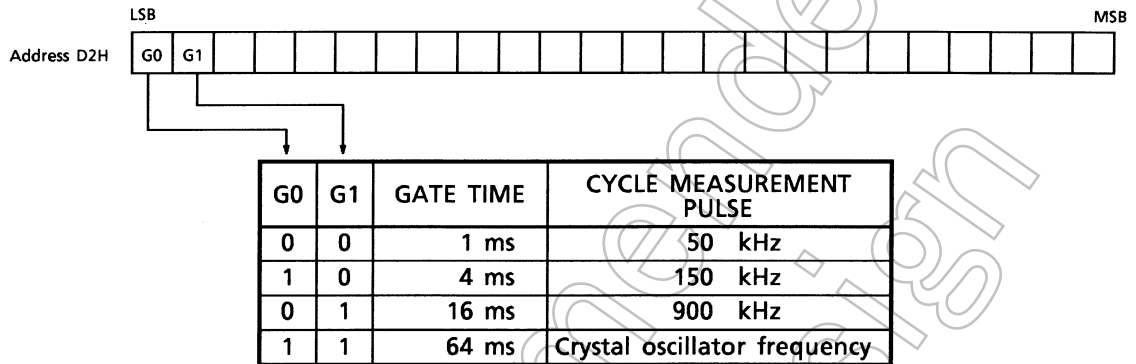 LSB MSB
Address D2H G0 G1
G0 G1 GATE TIME CYCLE MEASUREMENT
PULSE
0 0 1 ms 50 kHz
1 0 4 ms 150 kHz
0 1 16 ms 900 kHz
1 1 64 ms Crystal oscillator frequency